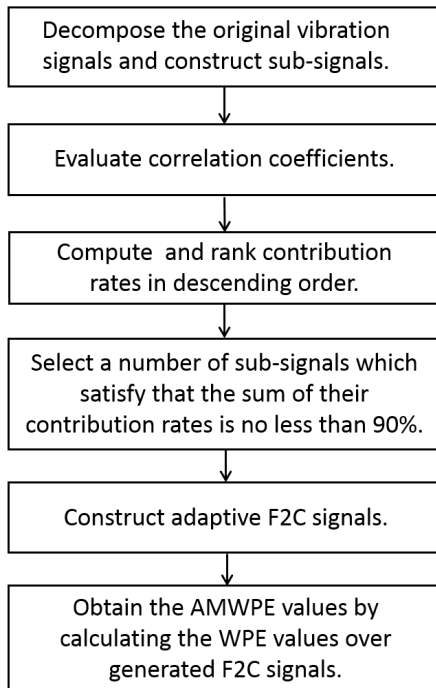 Decompose the original vibration
signals and construct sub-signals.
Evaluate correlation coefficients.
Compute and rank contribution
rates in descending order.
Select a number of sub-signals which
satisfy that the sum of their
contribution rates is no less than 90%.
Construct adaptive F2C signals.
Obtain the AMWPE values by
calculating the WPE values over
generated F2C signals.